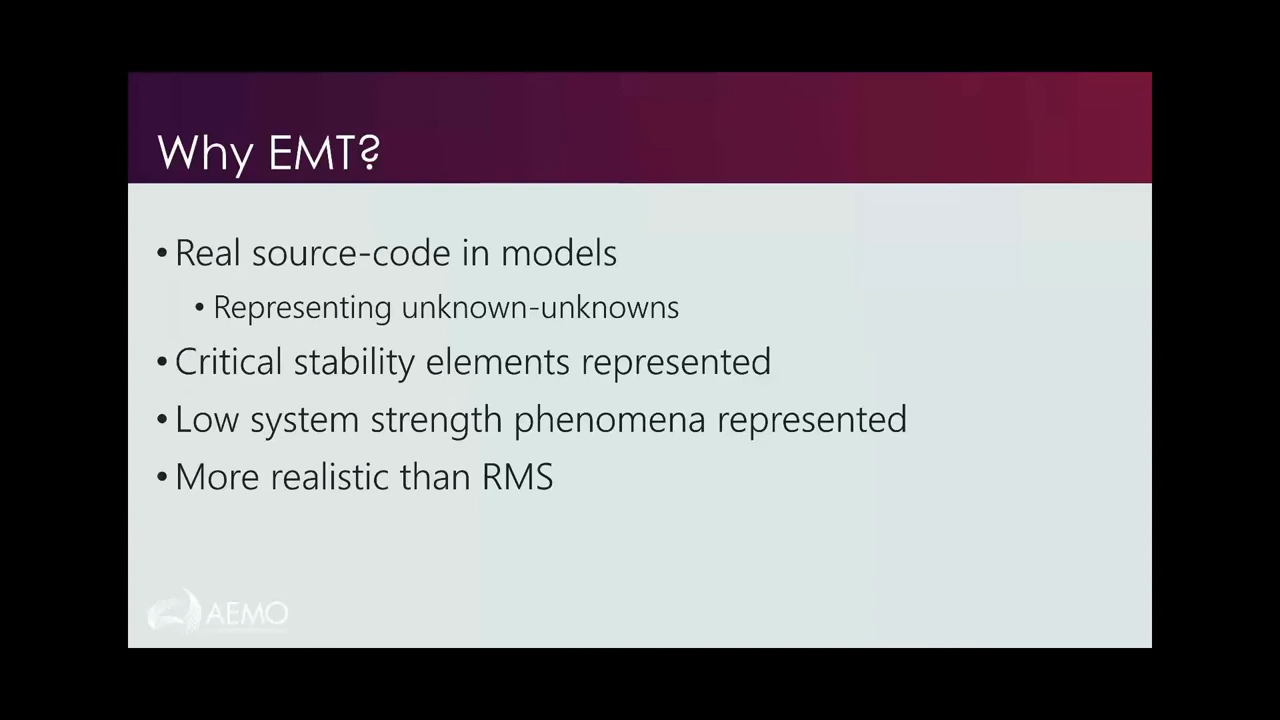 Why EMT?
• Real source-code in models
• Representing unknown-unknowns
• Critical stability elements represented
• Low system strength phenomena represented
• More realistic than RMS
AEMO